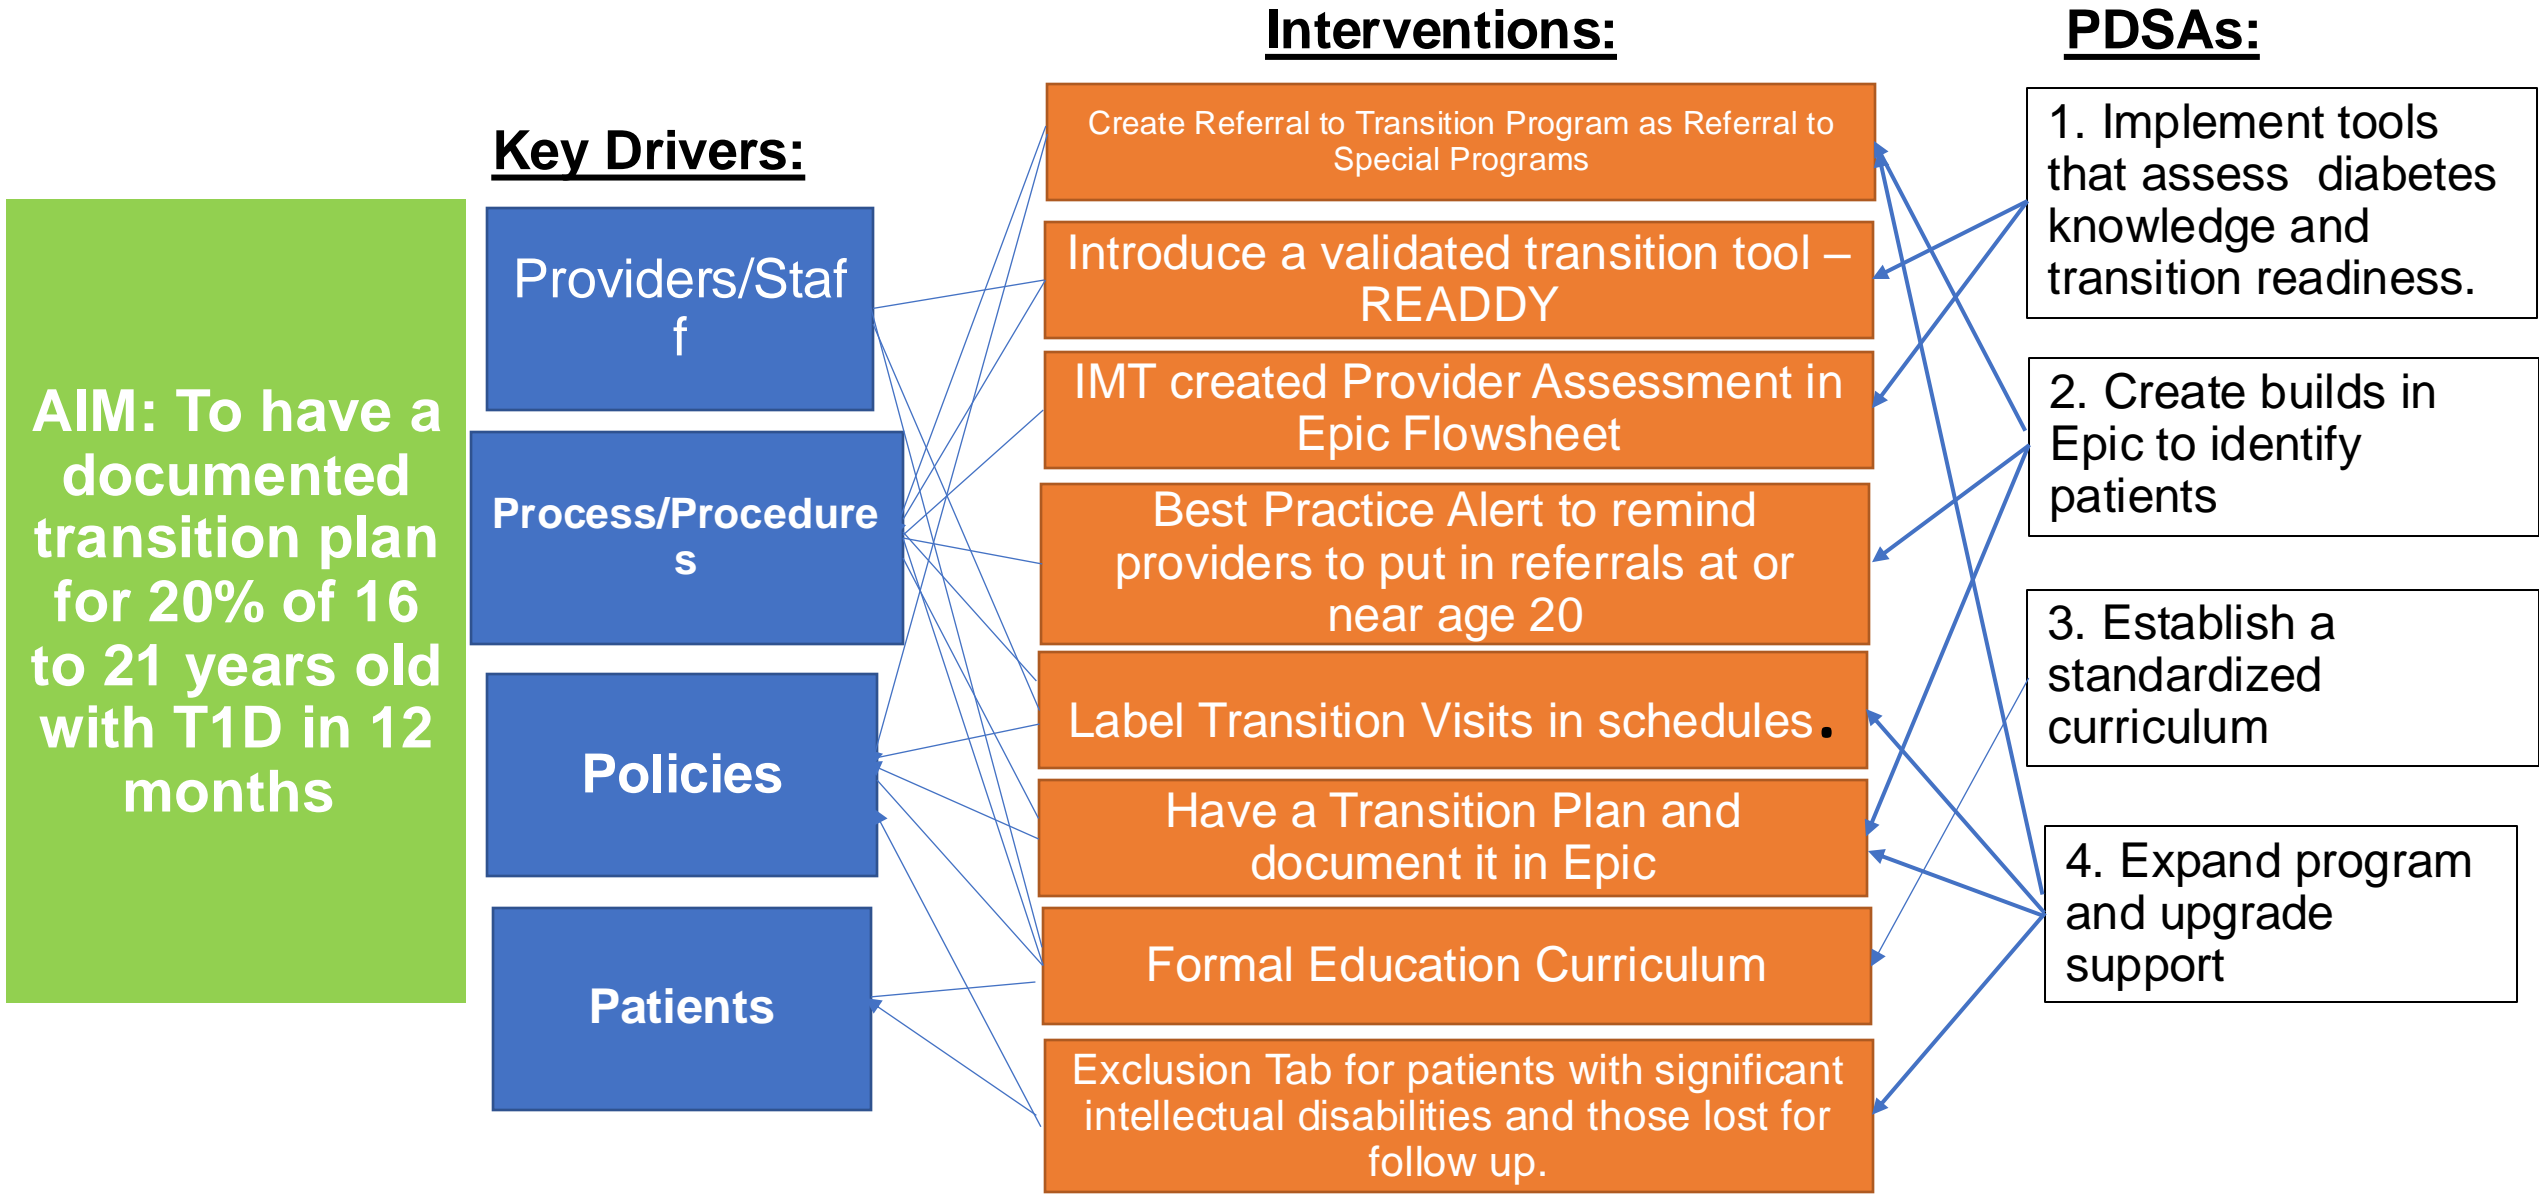 AIM: To have a
documented
transition plan
for 20% of 16
to 21 years old
with T1D in 12
months
Key Drivers:
Providers/Staf
f
Process/Procedure
s
Policies
Patients
Interventions:
Create Referral to Transition Program as Referral to
Special Programs
Introduce a validated transition tool –
READDY
IMT created Provider Assessment in
Epic Flowsheet
Best Practice Alert to remind
providers to put in referrals at or
near age 20
Label Transition Visits in schedules.
Have a Transition Plan and
document it in Epic
Formal Education Curriculum
Exclusion Tab for patients with significant
intellectual disabilities and those lost for
follow up.
PDSAs:
1. Implement tools
that assess  diabetes
knowledge and
transition readiness.
2. Create builds in
Epic to identify
patients
3. Establish a
standardized
curriculum
4. Expand program
and upgrade
support